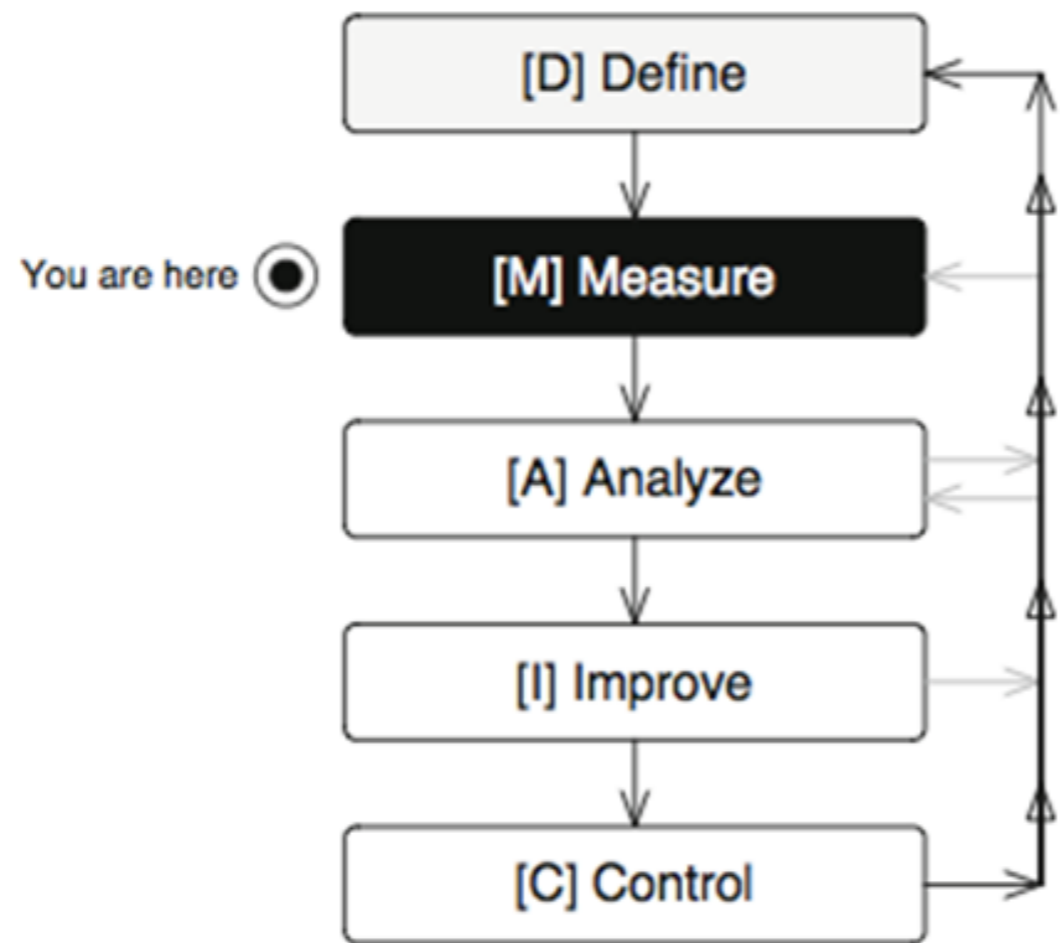 [D] Define
You are here
[M] Measure
[A] Analyze
[I] Improve
[C] Control